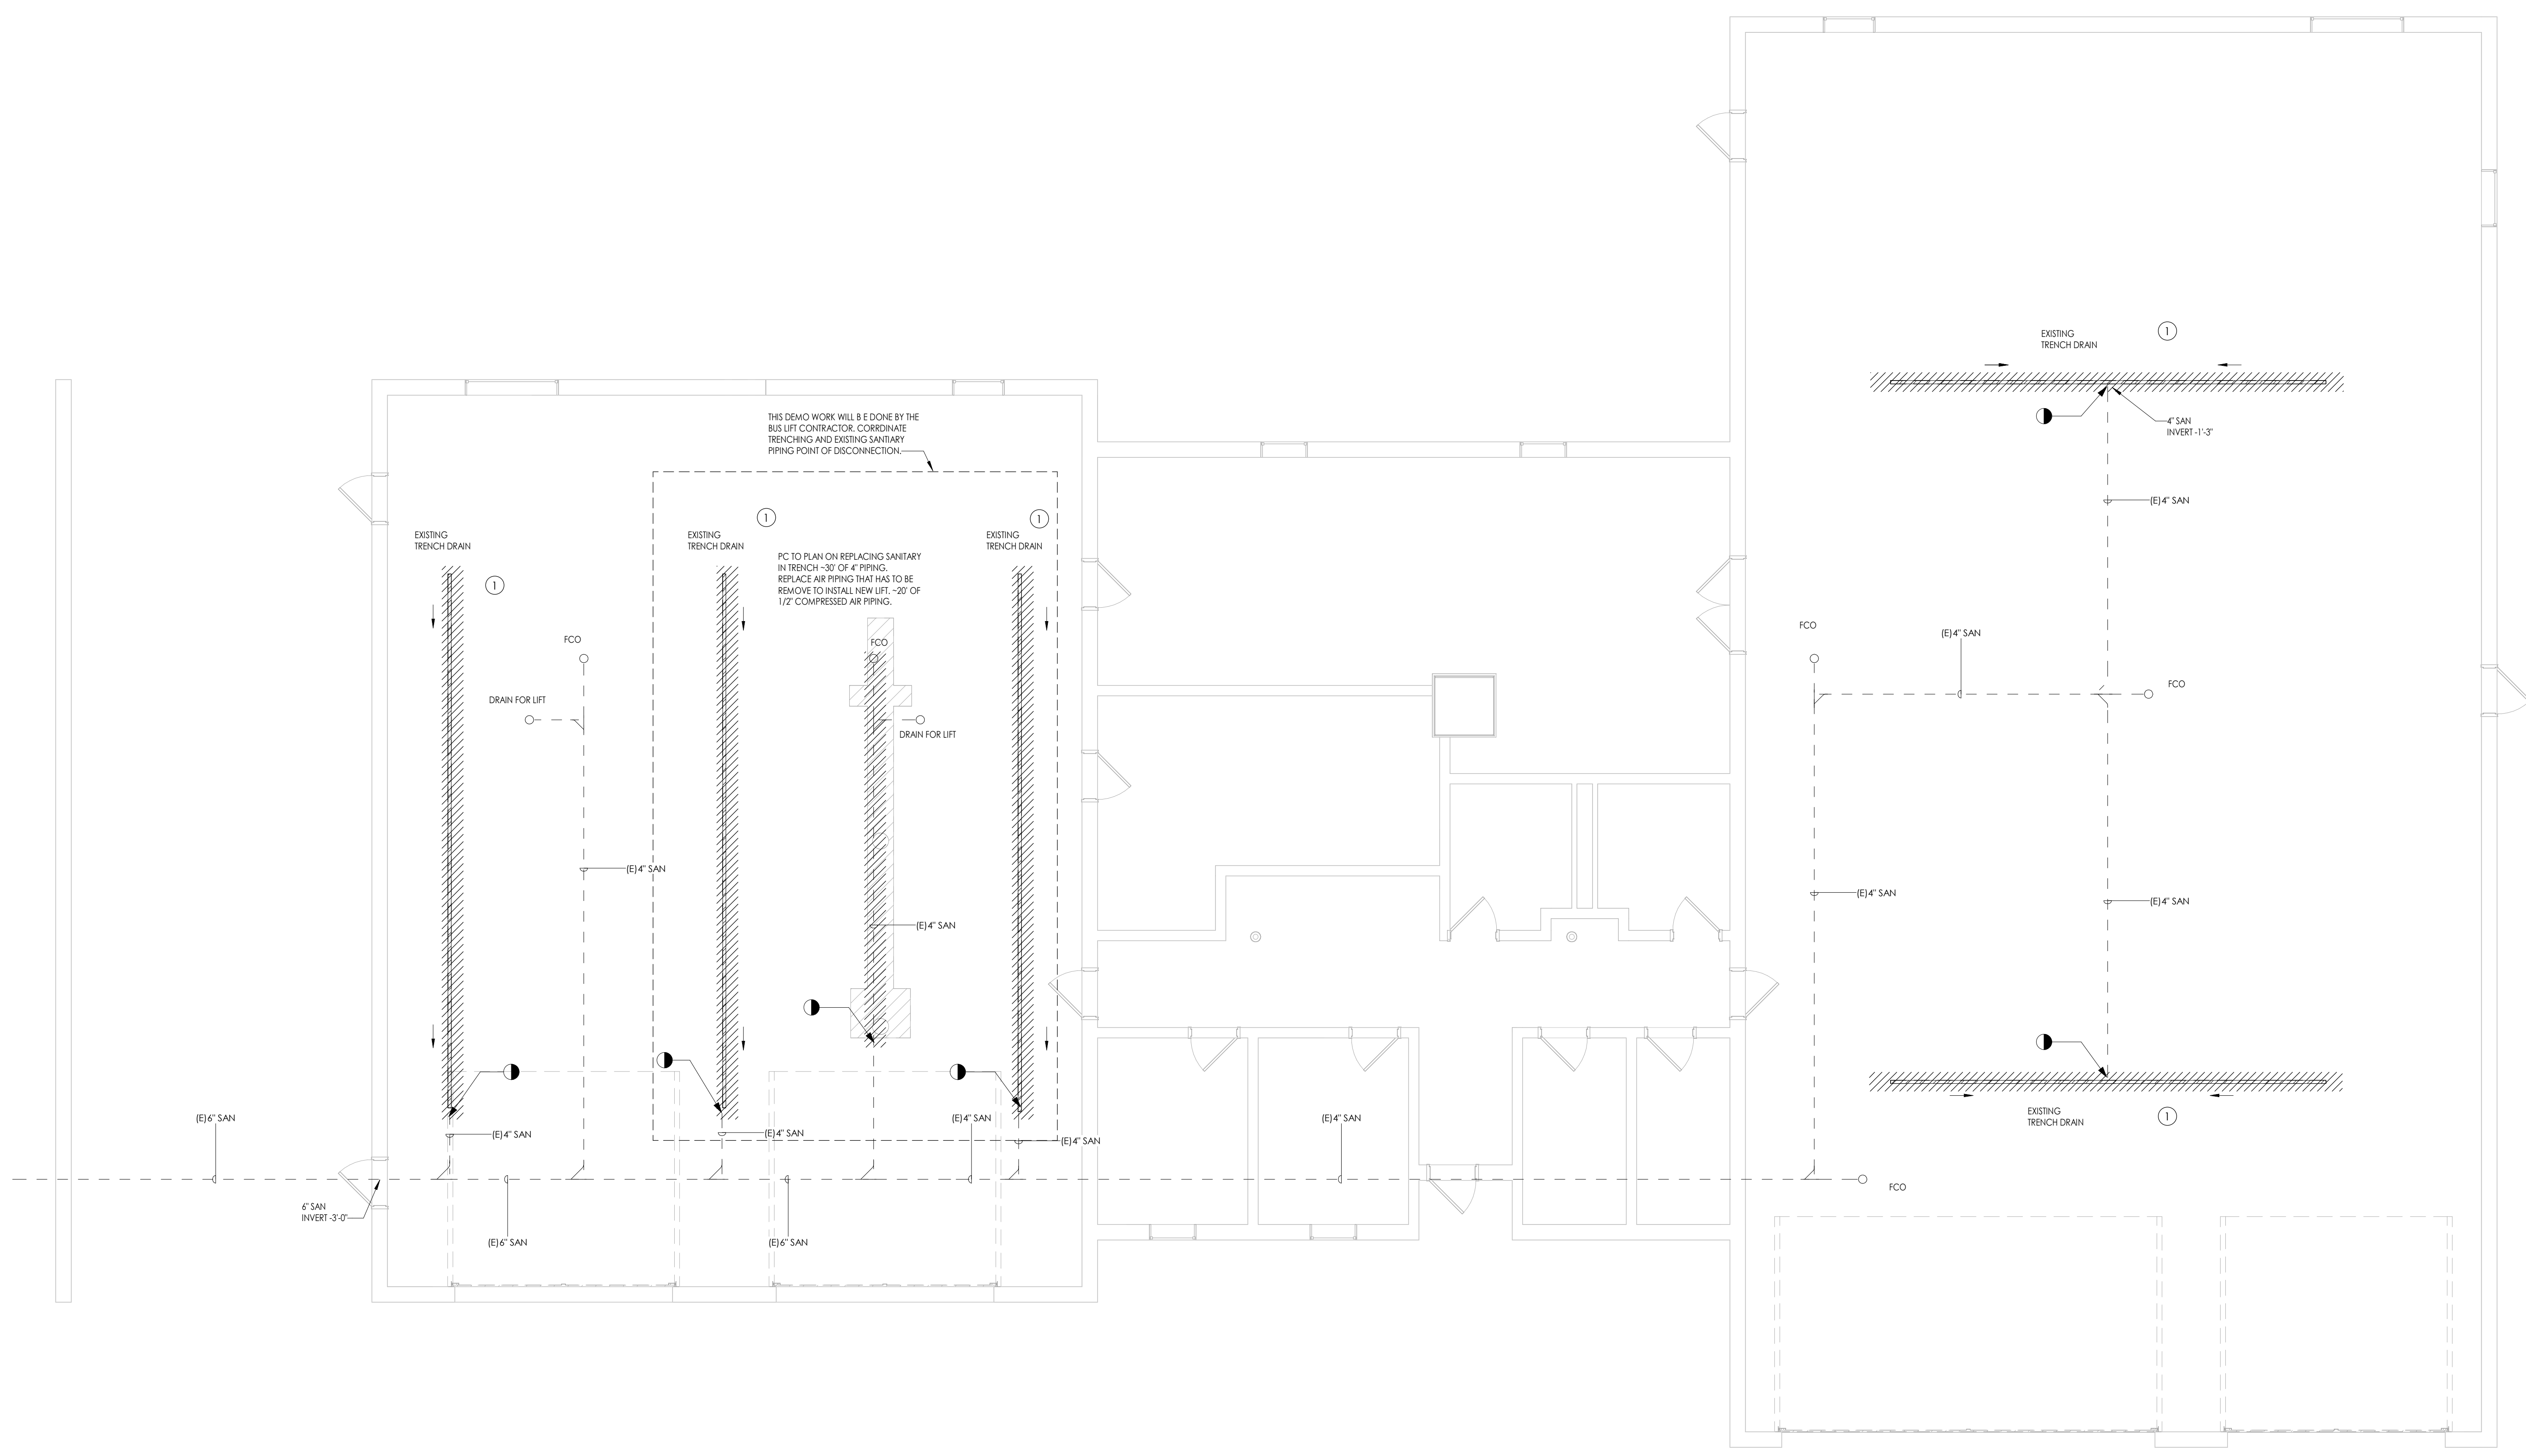 EXISTING
TRENCH DRAIN
1
4" SAN
INVERT -1'-3"
THIS DEMO WORK WILL B E DONE BY THE
BUS LIFT CONTRACTOR. CORRDINATE
TRENCHING AND EXISTING SANTIARY
PIPING POINT OF DISCONNECTION.
(E)4" SAN
EXISTING
TRENCH DRAIN
1
EXISTING
TRENCH DRAIN
1
EXISTING
TRENCH DRAIN
1
PC TO PLAN ON REPLACING SANITARY
IN TRENCH ~30' OF 4" PIPING.
REPLACE AIR PIPING THAT HAS TO BE
REMOVE TO INSTALL NEW LIFT. ~20' OF
1/2" COMPRESSED AIR PIPING.
FCO
FCO
FCO
(E)4" SAN
FCO
DRAIN FOR LIFT
DRAIN FOR LIFT
(E)4" SAN
(E)4" SAN
(E)4" SAN
(E)4" SAN
(E)6" SAN
(E)4" SAN
(E)4" SAN
(E)4" SAN
(E)4" SAN
(E)4" SAN
EXISTING
TRENCH DRAIN
1
FCO
6" SAN
INVERT -3'-0"
(E)6" SAN
(E)6" SAN